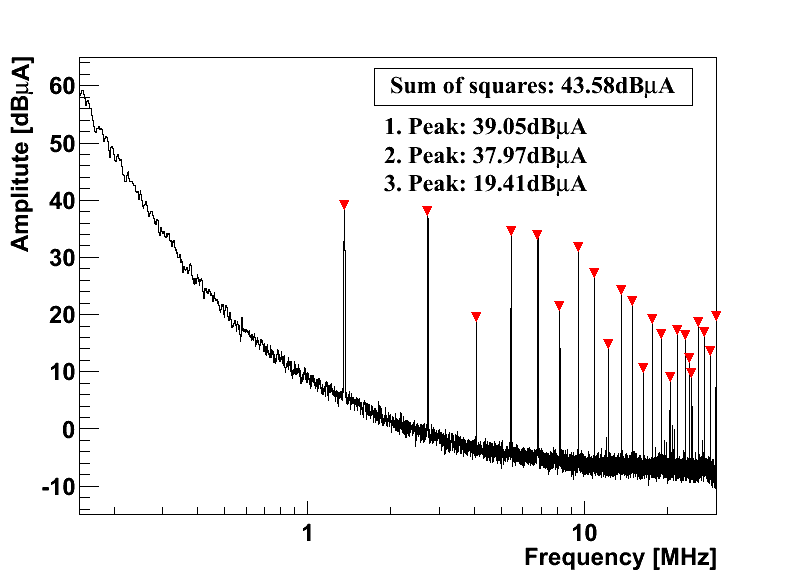 Sum of squares: 43.58dBμA
1. Peak: 39.05dBμA
2. Peak: 37.97dBμA
3. Peak: 19.41dBμA
Amplitude [dBμA]
60
50
40
30
20
10
0
-10
1
10
Frequency [MHz]